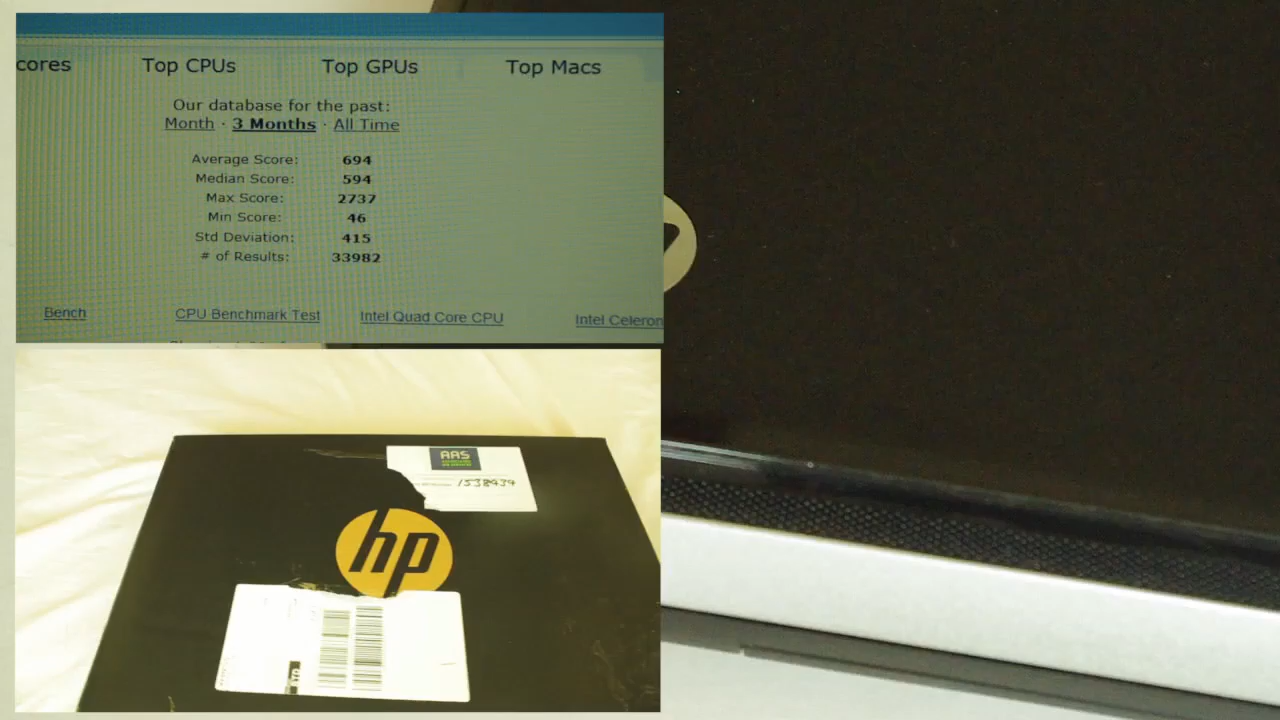 cores Top CPUs Top GPUs Top Macs
Our database for the past:
Month · 3 Months · All Time
Average Score: 694
Median Score: 594
Max Score: 2737
Min Score: 46
Std Deviation: 415
# of Results: 33982
Bench CPU Benchmark Test Intel Quad Core CPU Intel Celeron
AAS
1538939
hp